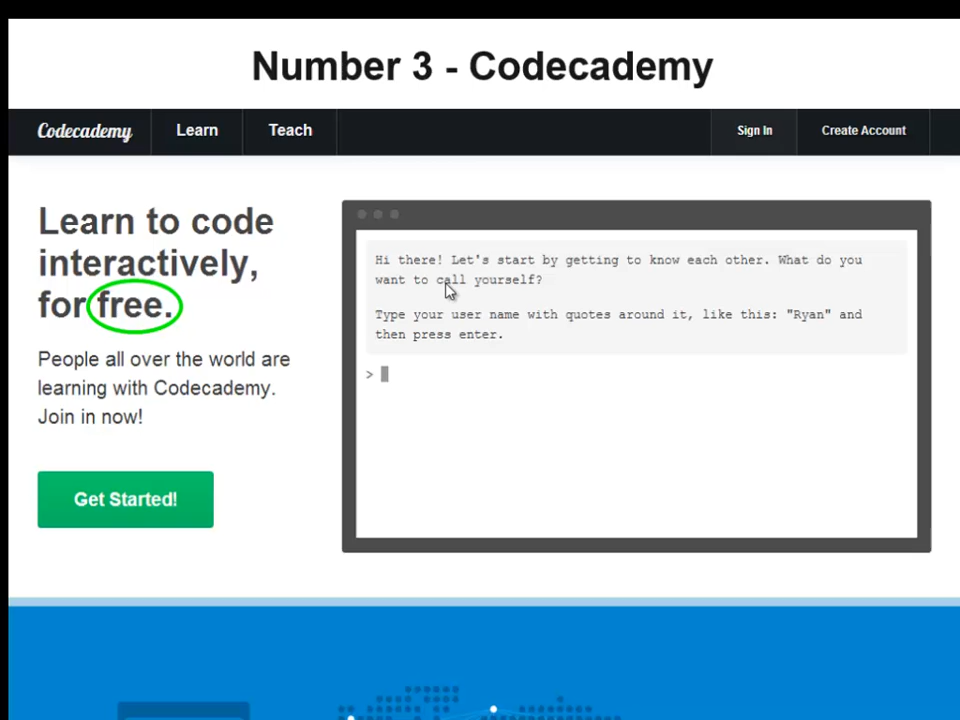 Number 3 - Codecademy
Codecademy Learn Teach Sign In Create Account
Learn to code
interactively,
for free.
People all over the world are
learning with Codecademy.
Join in now!
Get Started!
Hi there! Let's start by getting to know each other. What do you
want to call yourself?
Type your user name with quotes around it, like this: "Ryan" and
then press enter.
>